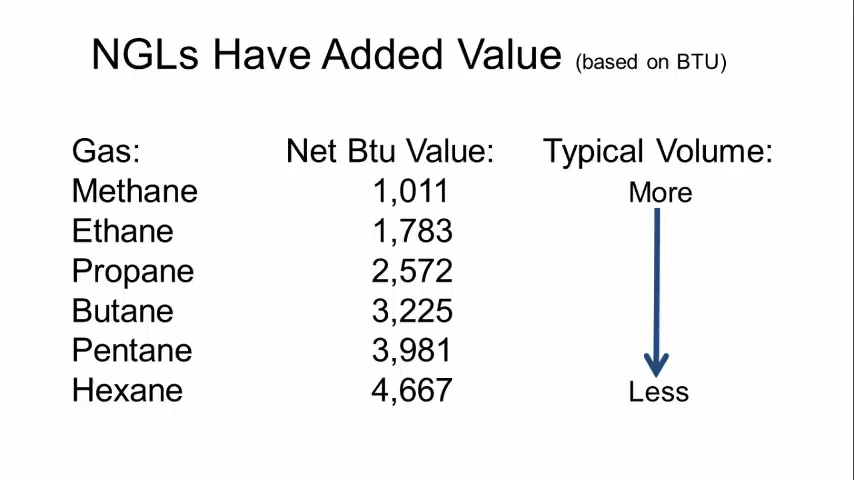 NGLs Have Added Value (based on BTU)
Gas: Net Btu Value: Typical Volume:
Methane 1,011 More
Ethane 1,783
Propane 2,572
Butane 3,225
Pentane 3,981
Hexane 4,667 Less